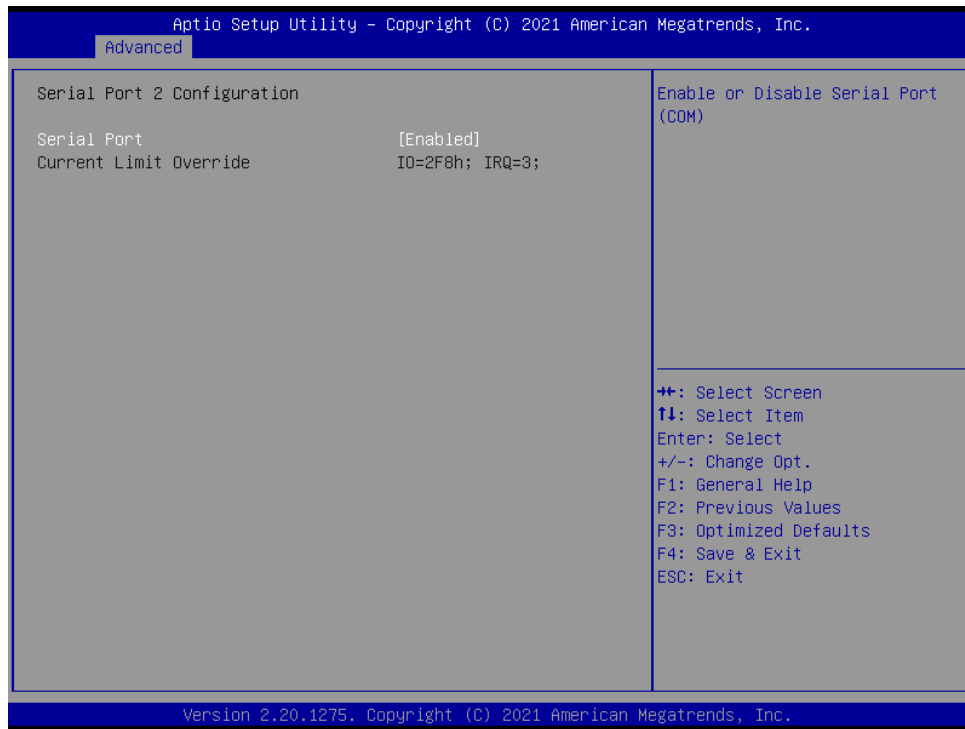 Aptio Setup Utility – Copyright (C) 2021 American Megatrends, Inc.
Advanced
Serial Port 2 Configuration
Serial Port [Enabled]
Current Limit Override IO=2F8h; IRQ=3;
Enable or Disable Serial Port
(COM)
→←: Select Screen
↑↓: Select Item
Enter: Select
+/-: Change Opt.
F1: General Help
F2: Previous Values
F3: Optimized Defaults
F4: Save & Exit
ESC: Exit
Version 2.20.1275. Copyright (C) 2021 American Megatrends, Inc.